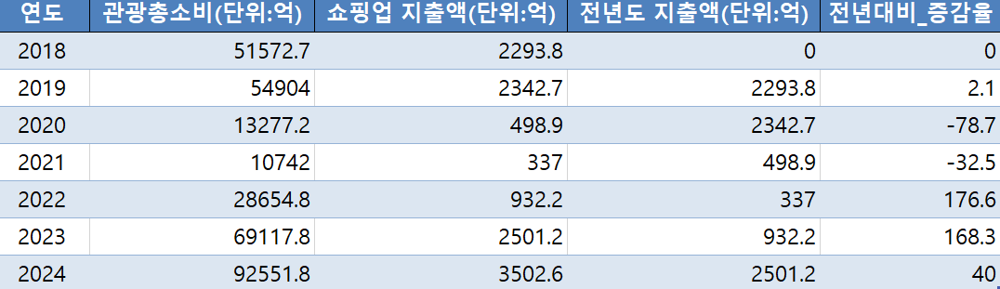 연도 관광총소비(단위:억) 쇼핑업 지출액(단위:억) 전년도 지출액(단위:억) 전년대비_증감율
2018 51572.7 2293.8 0 0
2019 54904 2342.7 2293.8 2.1
2020 13277.2 498.9 2342.7 -78.7
2021 10742 337 498.9 -32.5
2022 28654.8 932.2 337 176.6
2023 69117.8 2501.2 932.2 168.3
2024 92551.8 3502.6 2501.2 40